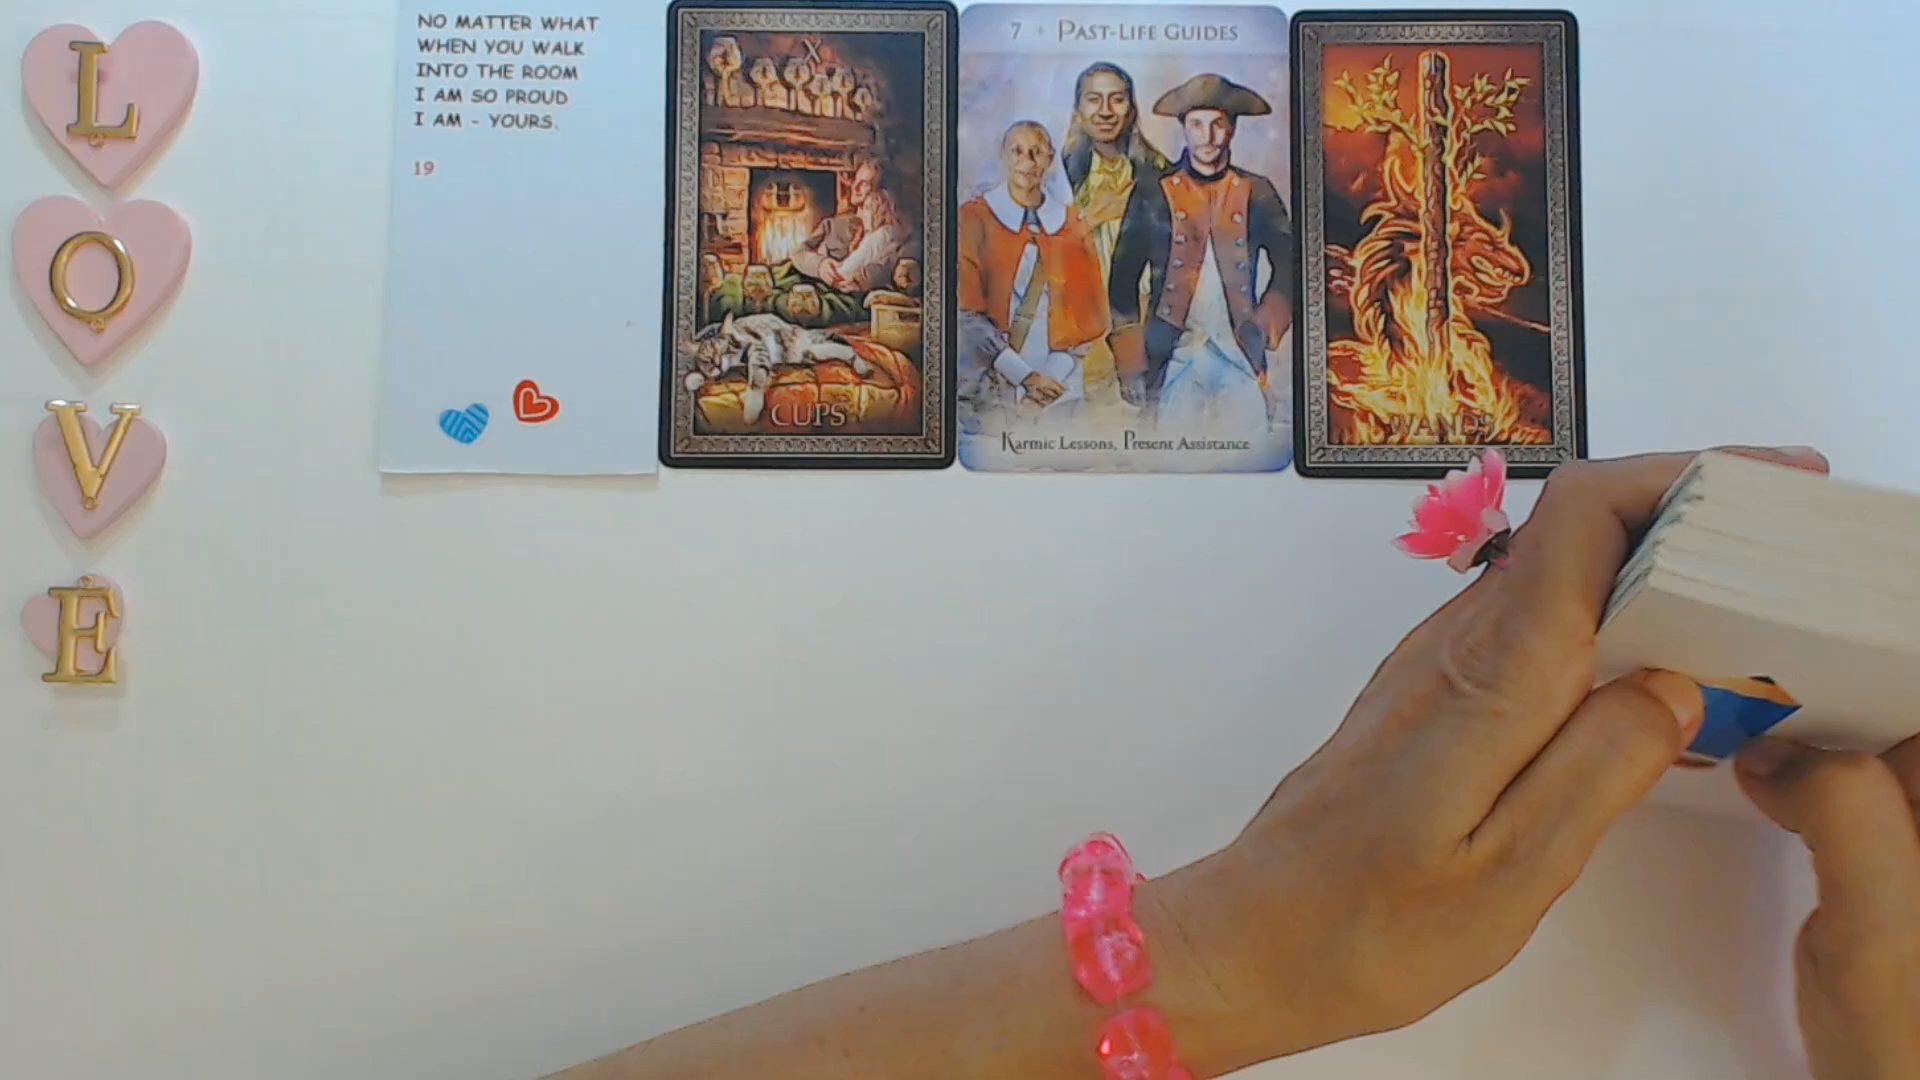 L
O
V
E
NO MATTER WHAT
WHEN YOU WALK
INTO THE ROOM
I AM SO PROUD
I AM - YOURS.
19
X
CUPS
7 + PAST-LIFE GUIDES
Karmic Lessons, Present Assistance
WANDS